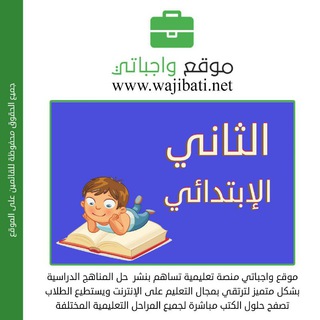 موقع واجباتي
www.wajibati.net
الثاني
الإبتدائي
موقع واجباتي منصة تعليمية تساهم بنشر حل المناهج الدراسية
بشكل متميز لترتقي بمجال التعليم على الإنترنت ويستطيع الطلاب
تصفح حلول الكتب مباشرة لجميع المراحل التعليمية المختلفة
جميع الحقوق محفوظة للقائمين على الموقع